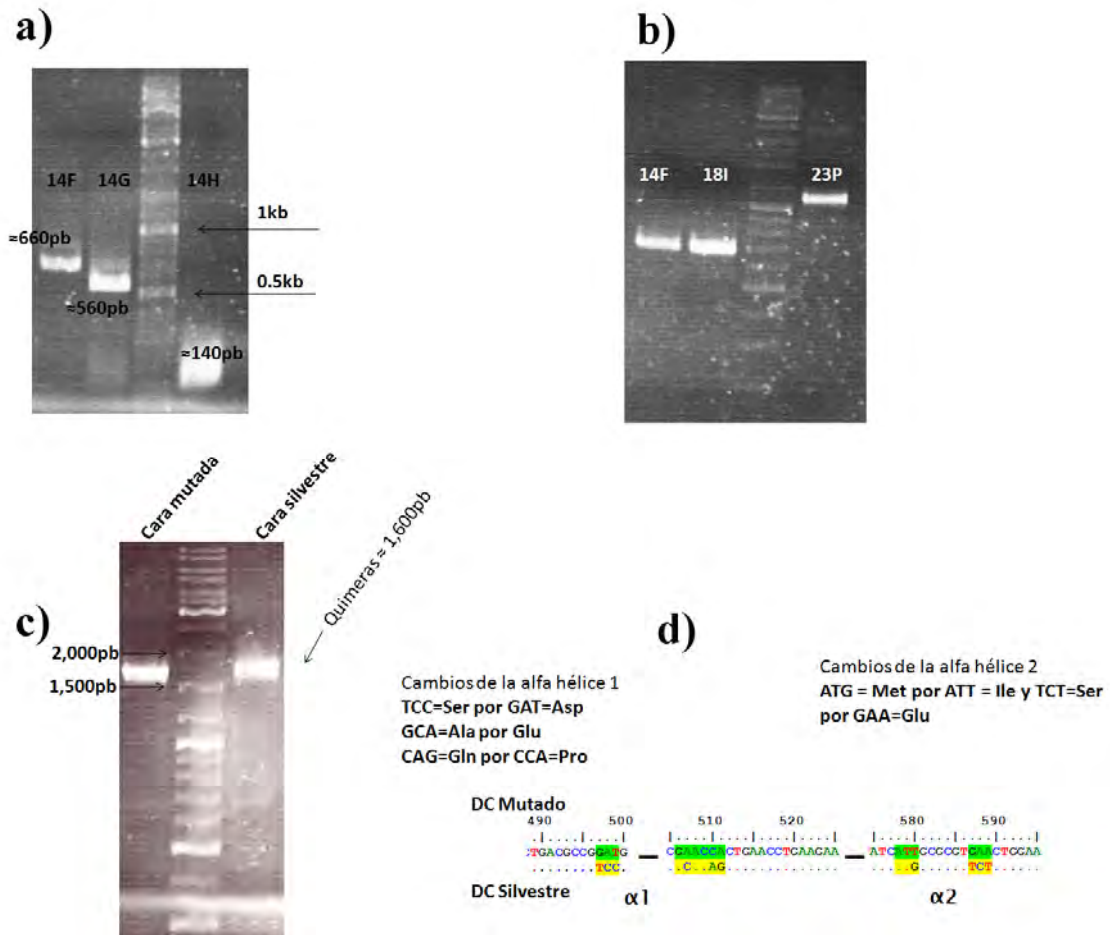 a)
14F 14G 14H
≈660pb
≈560pb
≈140pb
1kb
0.5kb
b)
14F 18I 23P
c)
Cara mutada
Cara silvestre
Quimeras ≈ 1,600pb
2,000pb
1,500pb
d)
Cambios de la alfa hélice 1
TCC=Ser por GAT=Asp
GCA=Ala por Glu
CAG=Gln por CCA=Pro
Cambios de la alfa hélice 2
ATG = Met por ATT = Ile y TCT=Ser
por GAA=Glu
DC Mutado
490 500 510 520 580 590
CTGACGCCGGATG CGAACCACTGAACCTGAAGAA ATCATTGCGCGTGAACTGGAA
.........TCC. ..C..AG.............. .....G......TCT......
DC Silvestre
α1
α2